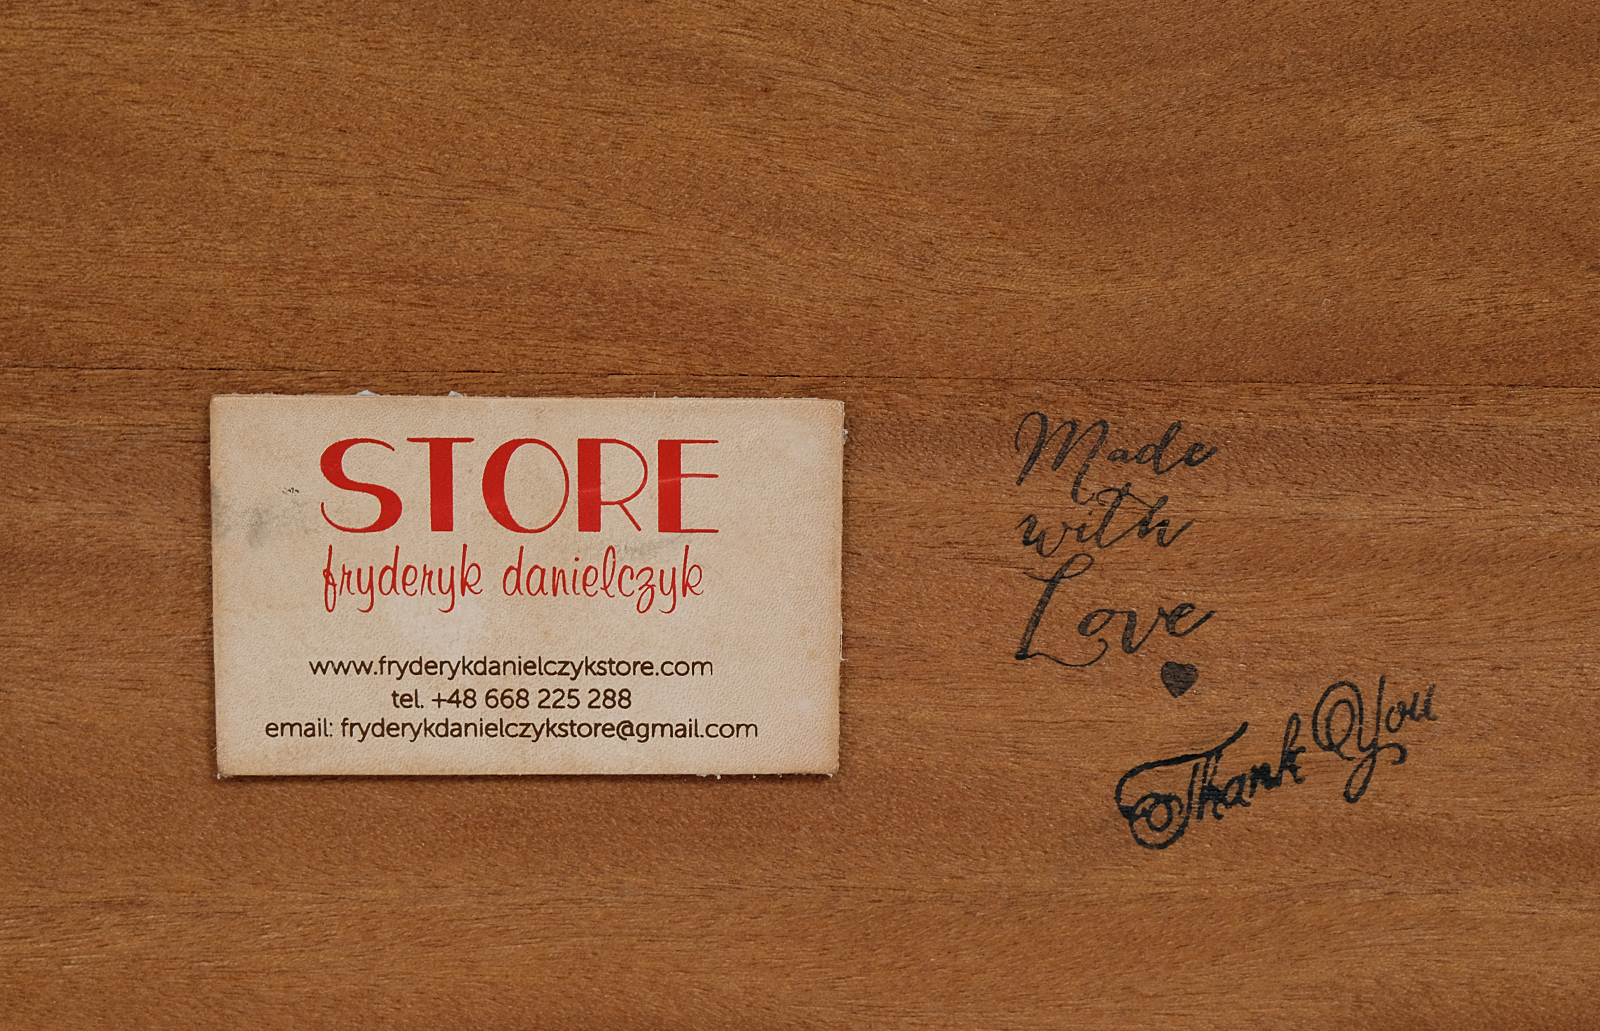 STORE
fryderyk danielczyk
www.fryderykdanielczykstore.com
tel. +48 668 225 288
email: fryderykdanielczykstore@gmail.com
Made
with
Love
Thank You